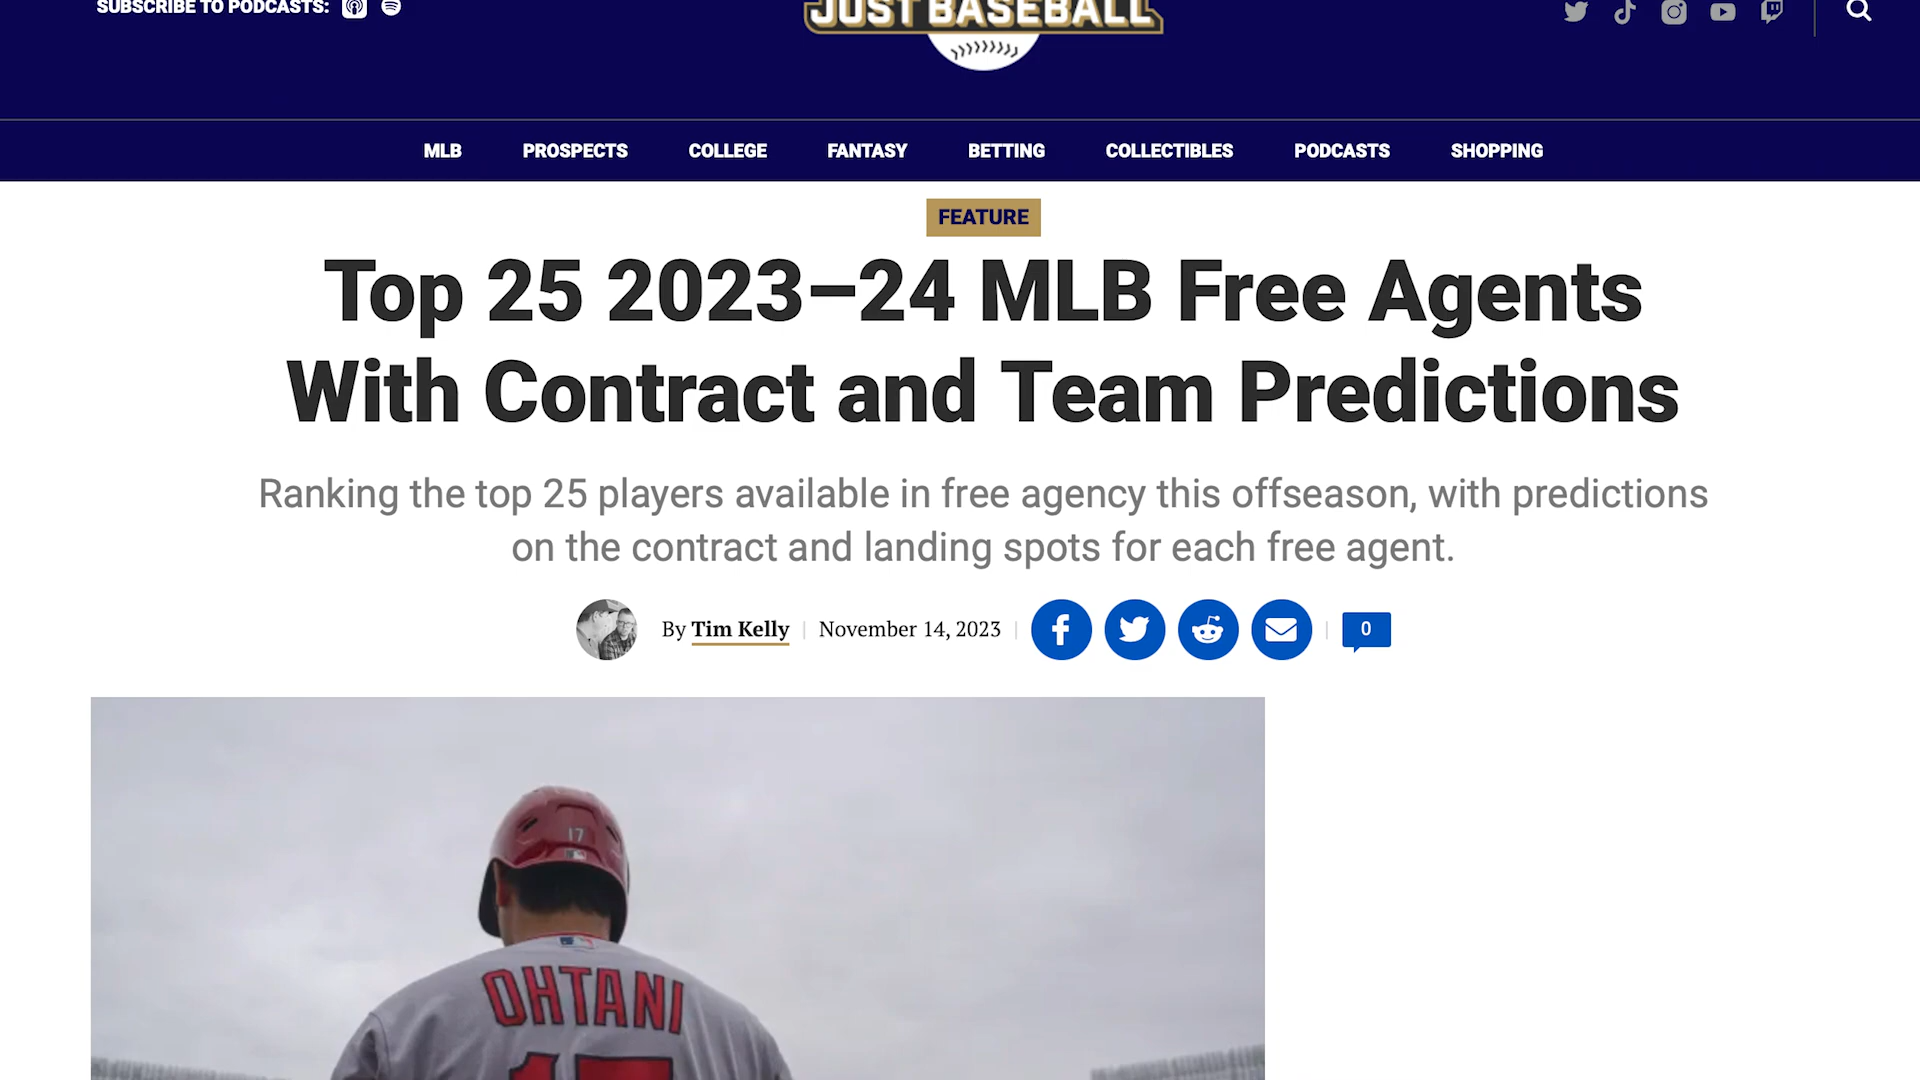 SUBSCRIBE TO PODCASTS:
JUST BASEBALL
MLB PROSPECTS COLLEGE FANTASY BETTING COLLECTIBLES PODCASTS SHOPPING
FEATURE
Top 25 2023–24 MLB Free Agents
With Contract and Team Predictions
Ranking the top 25 players available in free agency this offseason, with predictions
on the contract and landing spots for each free agent.
By Tim Kelly | November 14, 2023 | 0
17
OHTANI
17